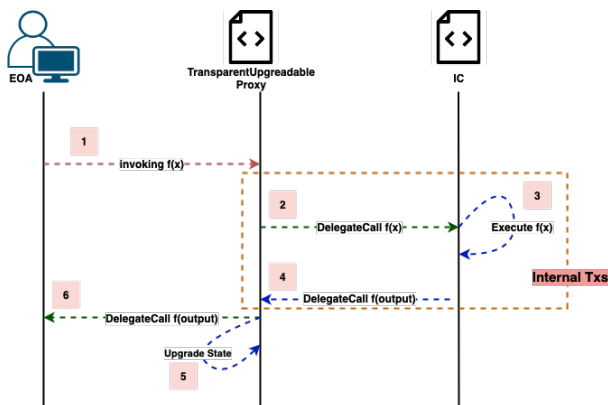 EOA
TransparentUpgreadable
Proxy
IC
1
invoking f(x)
2
DelegateCall f(x)
3
Execute f(x)
4
DelegateCall f(output)
Internal Txs
6
DelegateCall f(output)
Upgrade State
5